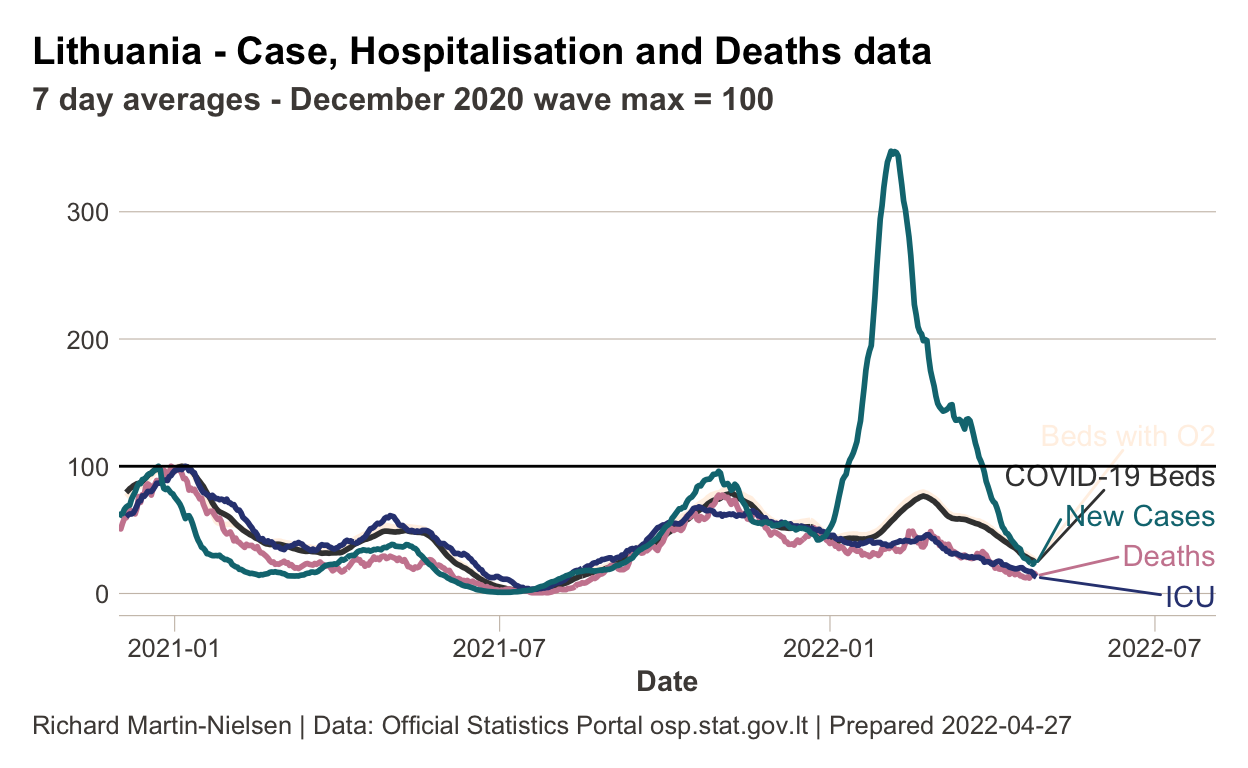 Lithuania - Case, Hospitalisation and Deaths data
7 day averages - December 2020 wave max = 100
300
200
100
0
Beds with O2
COVID-19 Beds
New Cases
Deaths
ICU
2021-01
2021-07
2022-01
2022-07
Date
Richard Martin-Nielsen | Data: Official Statistics Portal osp.stat.gov.lt | Prepared 2022-04-27